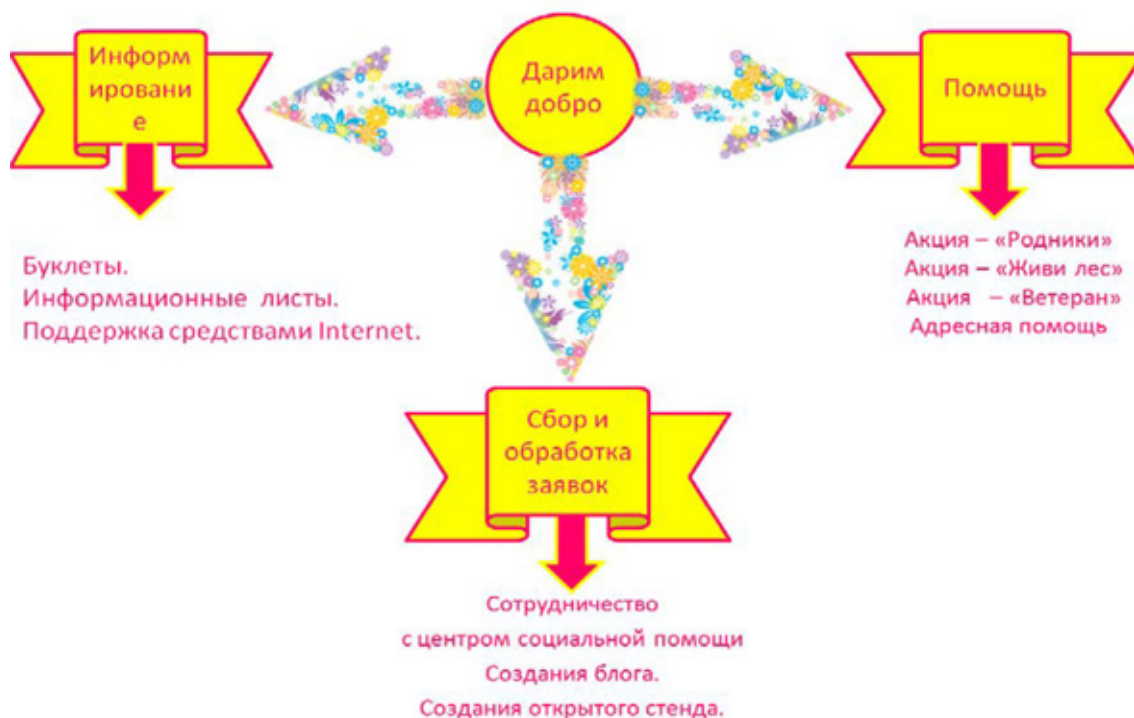 Дарим
добро
Информ
ировани
е
Буклеты.
Информационные листы.
Поддержка средствами Internet.
Помощь
Акция – «Родники»
Акция – «Живи лес»
Акция – «Ветеран»
Адресная помощь
Сбор и
обработка
заявок
Сотрудничество
с центром социальной помощи
Создания блога.
Создания открытого стенда.